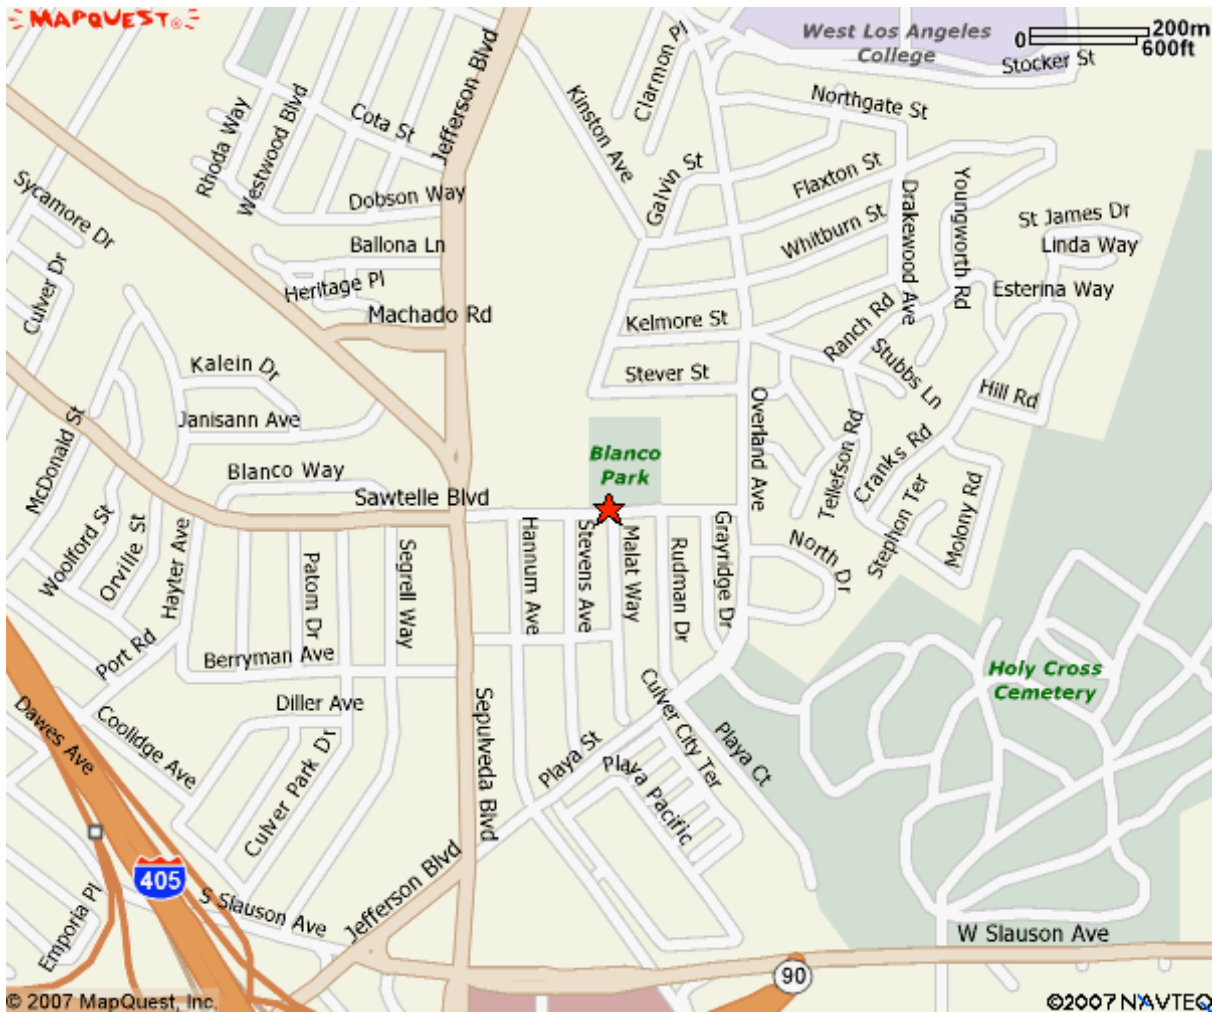 MAPQUEST
West Los Angeles
College
0
200m
600ft
Stocker St
Clarmon Pl
Jefferson Blvd
Kinston Ave
Northgate St
Rhoda Way
Westwood Blvd
Cota St
Galvin St
Flaxton St
Drakewood Ave
Youngworth Rd
Sycamore Dr
Dobson Way
Whitburn St
St James Dr
Linda Way
Ballona Ln
Heritage Pl
Esterina Way
Culver Dr
Machado Rd
Kelmore St
Ranch Rd
Stubbs Ln
Kalein Dr
Stever St
Hill Rd
Janisann Ave
Overland Ave
Tellefson Rd
Cranks Rd
McDonald St
Blanco Way
Blanco
Park
Sawtelle Blvd
Stephon Ter
Molony Rd
Woolford St
Orville St
Hayter Ave
Patom Dr
Segrell Way
Hannum Ave
Stevens Ave
Malat Way
Rudman Dr
Grayridge Dr
North Dr
Port Rd
Berryman Ave
Holy Cross
Cemetery
Diller Ave
Culver City Ter
Dawes Ave
Coolidge Ave
Culver Park Dr
Sepulveda Blvd
Playa St
Playa Pacific
Playa Ct
405
Jefferson Blvd
S Slauson Ave
Emporia Pl
W Slauson Ave
90
© 2007 MapQuest, Inc.
©2007 NAVTEQ